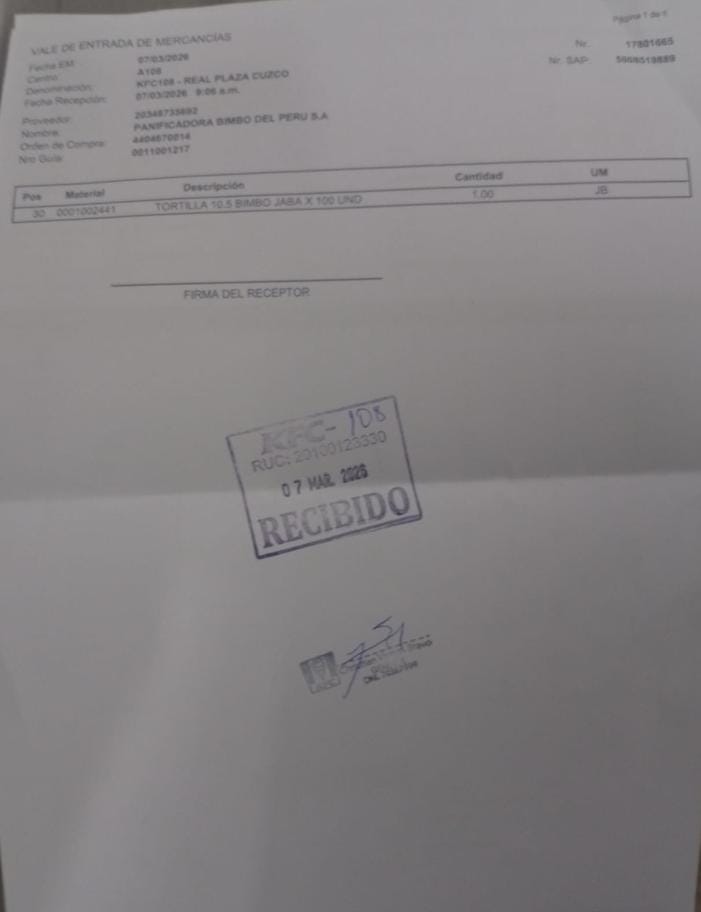 Página 1 de 1
VALE DE ENTRADA DE MERCANCÍAS
Nr. 17801665
Nr. SAP:
Fecha EM: 07/03/2026
Centro: A108
Denominación: KFC108 - REAL PLAZA CUZCO
Fecha Recepción: 07/03/2026 9:06 a.m.
Proveedor: 20348735692
Nombre: PANIFICADORA BIMBO DEL PERU S.A
Orden de Compra: 4404670014
Nro Guía: 0011001217
Pos Material Descripción Cantidad UM
30 0001002441 TORTILLA 10.5 BIMBO JABA X 100 UND 1.00 JB
FIRMA DEL RECEPTOR
KFC- 108
RUC: 20100123330
07 MAR. 2026
RECIBIDO